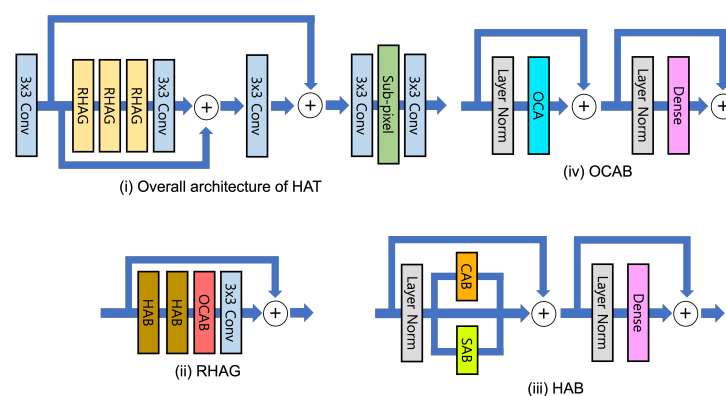 3x3 Conv
RHAG
RHAG
RHAG
3x3 Conv
+
3x3 Conv
+
3x3 Conv
Sub-pixel
3x3 Conv
(i) Overall architecture of HAT
Layer Norm
OCA
+
Layer Norm
Dense
+
(iv) OCAB
HAB
HAB
OCAB
3x3 Conv
+
(ii) RHAG
Layer Norm
CAB
SAB
+
Layer Norm
Dense
+
(iii) HAB